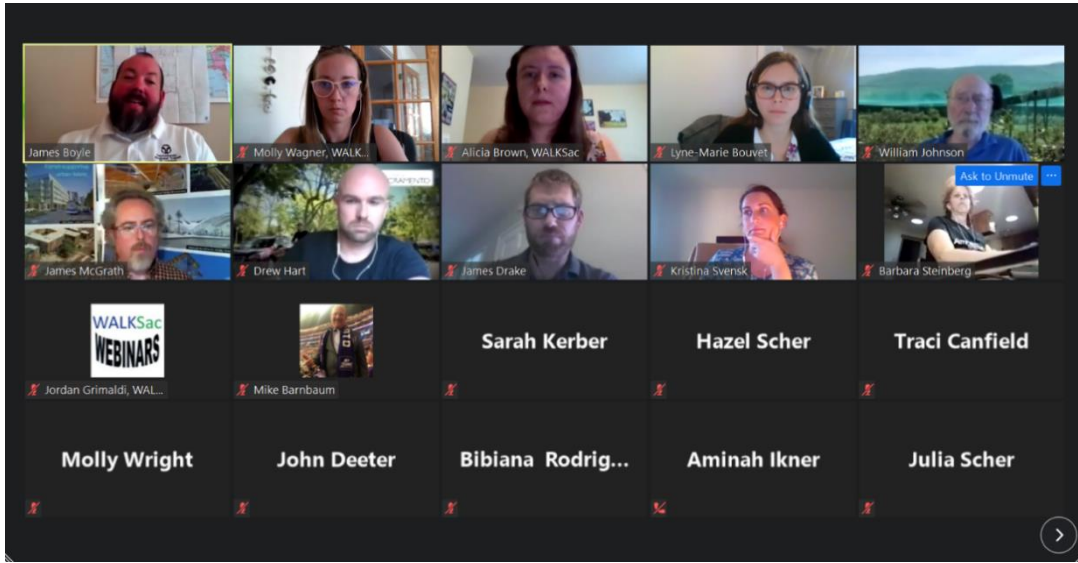 James Boyle
Molly Wagner, WALK...
Alicia Brown, WALKSac
Lyne-Marie Bouvet
William Johnson
Ask to Unmute
...
James McGrath
SACRAMENTO
Drew Hart
James Drake
Kristina Svensk
Barbara Steinberg
WALKSac
WEBINARS
Jordan Grimaldi, WAL...
Mike Barnbaum
Sarah Kerber
Hazel Scher
Traci Canfield
Molly Wright
John Deeter
Bibiana Rodrig...
Aminah Ikner
Julia Scher